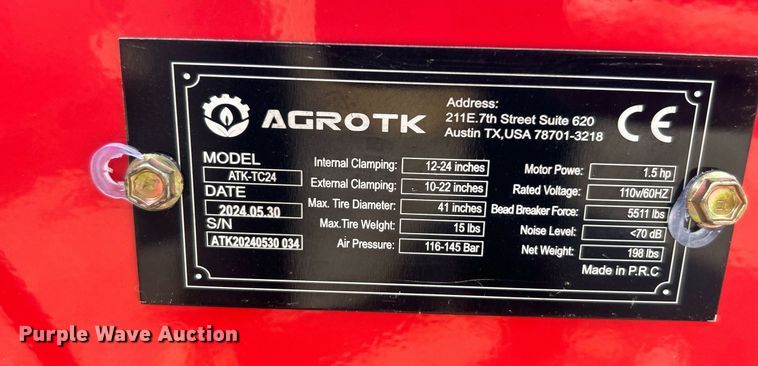 AGROTK
Address:
211E.7th Street Suite 620
Austin TX,USA 78701-3218
CE
MODEL
ATK-TC24
DATE
2024.05.30
S/N
ATK20240530 034
Internal Clamping: 12-24 inches
External Clamping: 10-22 inches
Max. Tire Diameter: 41 inches
Max.Tire Welght: 15 lbs
Air Pressure: 116-145 Bar
Motor Powe: 1.5 hp
Rated Voltage: 110v/60HZ
Bead Breaker Force: 5511 lbs
Noise Level: <70 dB
Net Weight: 198 lbs
Made in P.R.C
Purple Wave Auction